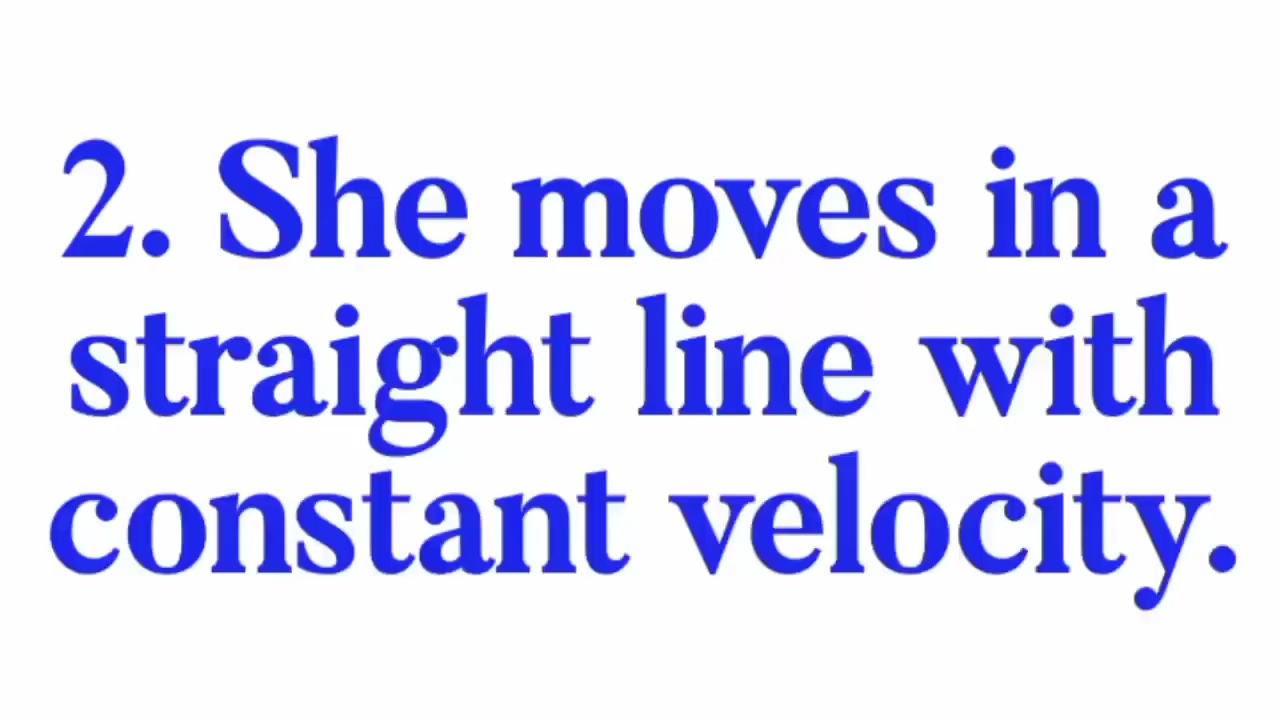 2. She moves in a
straight line with
constant velocity.